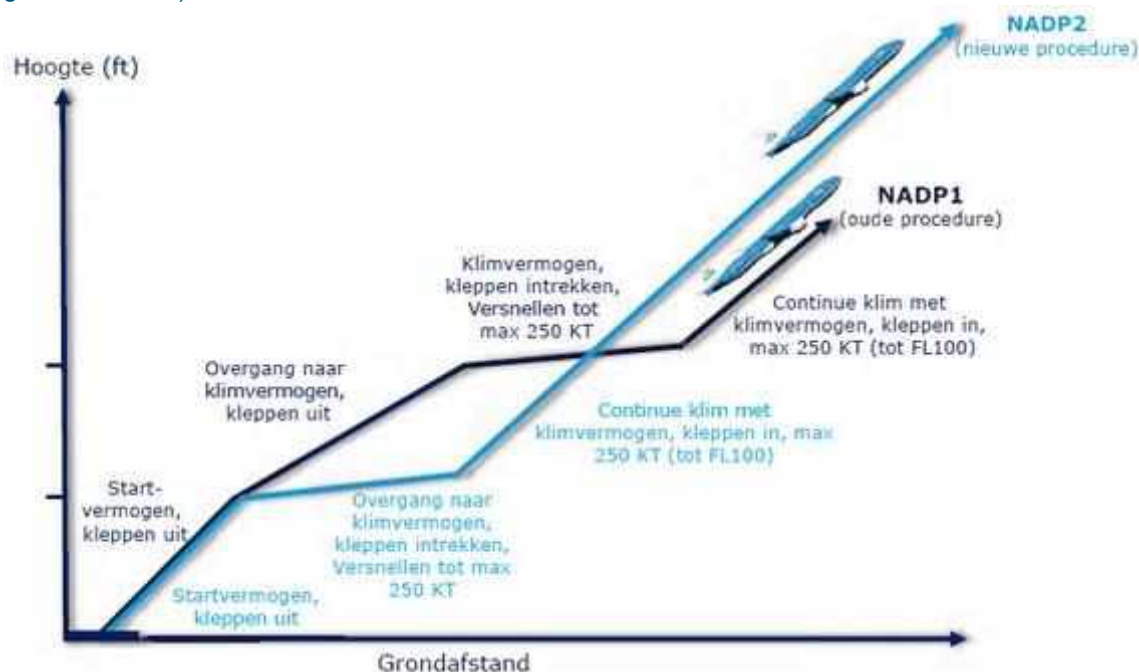 NADP2
(nieuwe procedure)
Hoogte (ft)
NADP1
(oude procedure)
Klimvermogen,
kleppen intrekken,
Versnellen tot
max 250 KT
Continue klim met
klimvermogen, kleppen in,
max 250 KT (tot FL100)
Overgang naar
klimvermogen,
kleppen uit
Continue klim met
klimvermogen, kleppen in, max
250 KT (tot FL100)
Start-
vermogen,
kleppen uit
Overgang naar
klimvermogen,
kleppen intrekken,
Versnellen tot max
250 KT
Startvermogen,
kleppen uit
Grondafstand